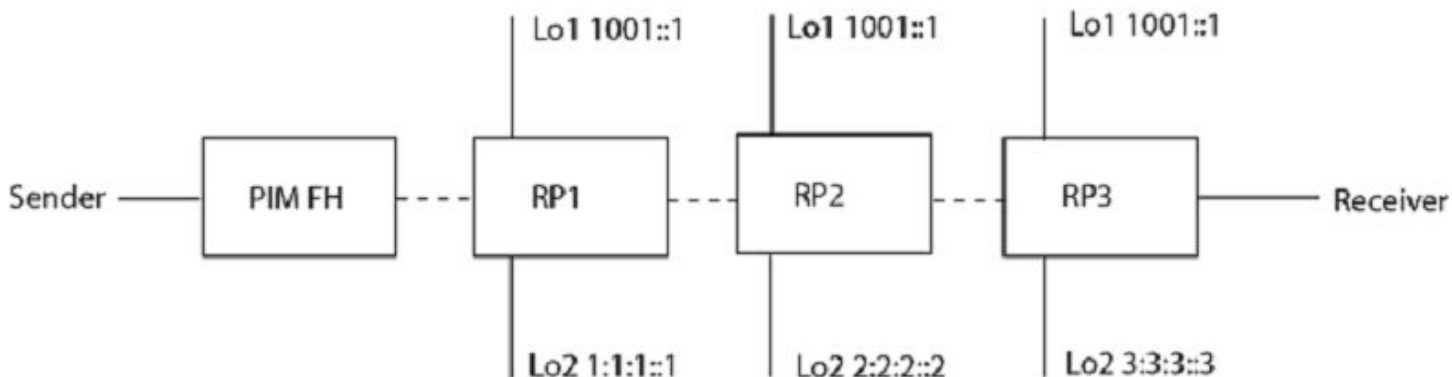 Lo1 1001::1 Lo1 1001::1 Lo1 1001::1
Sender PIM FH RP1 RP2 RP3 Receiver
Lo2 1:1:1::1 Lo2 2:2:2::2 Lo2 3:3:3::3